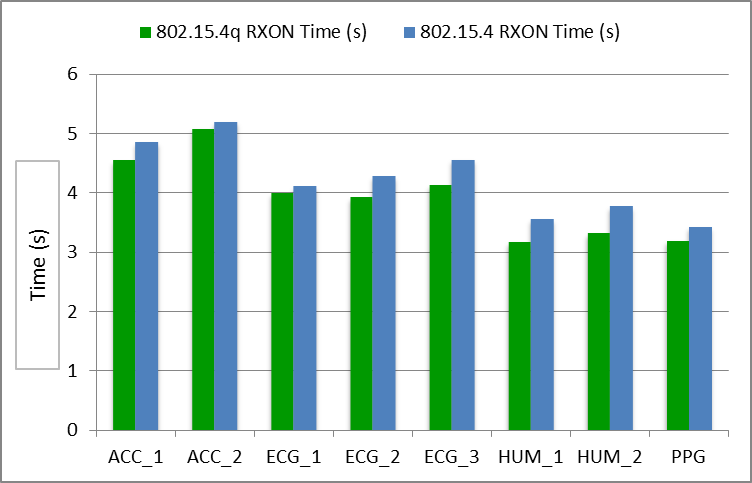 802.15.4q RXON Time (s) 802.15.4 RXON Time (s)
6
5
4
3
2
1
0
Time (s)
ACC_1 ACC_2 ECG_1 ECG_2 ECG_3 HUM_1 HUM_2 PPG